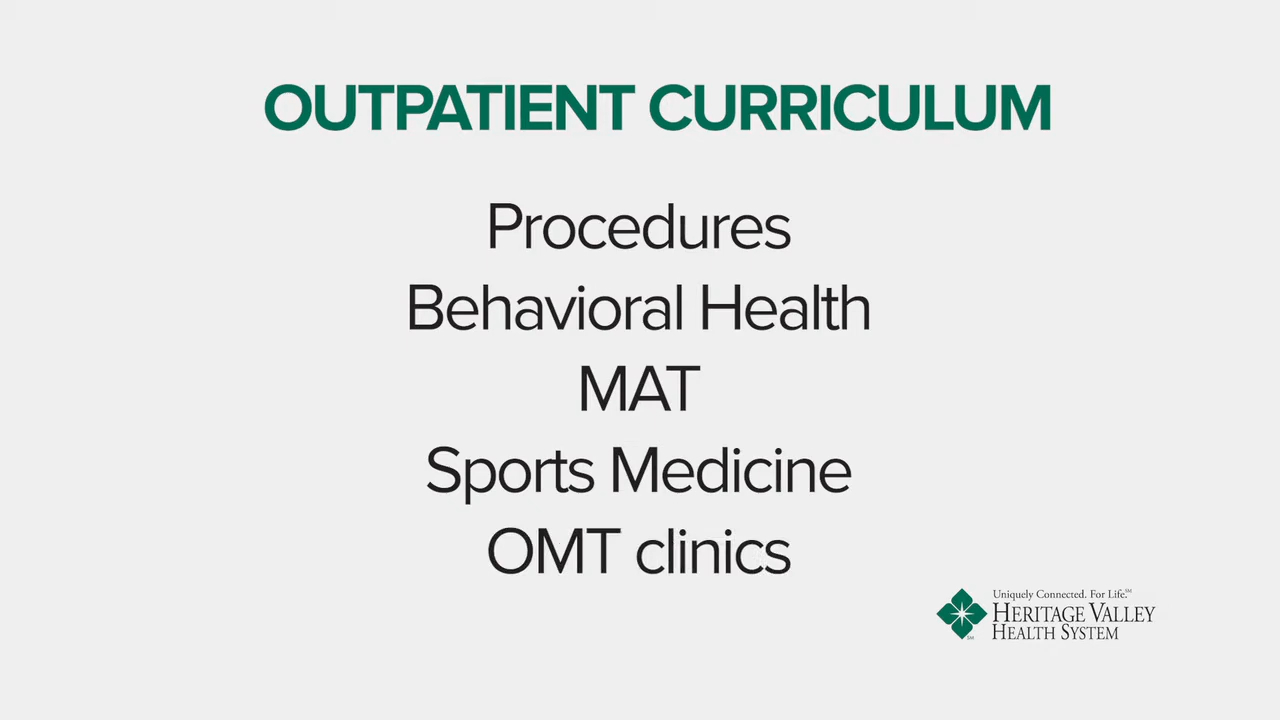 OUTPATIENT CURRICULUM
Procedures
Behavioral Health
MAT
Sports Medicine
OMT clinics
Uniquely Connected. For Life.℠
HERITAGE VALLEY
HEALTH SYSTEM
SM